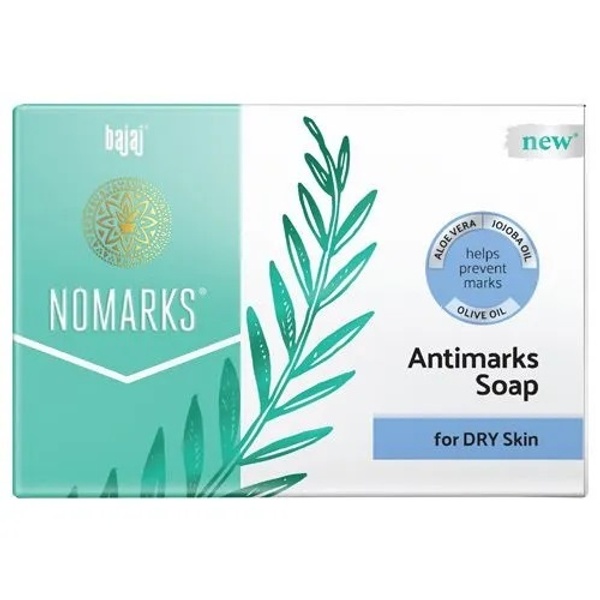 bajaj®
NOMARKS®
new*
ALOE VERA
JOJOBA OIL
helps
prevent
marks
OLIVE OIL
Antimarks
Soap
for DRY Skin